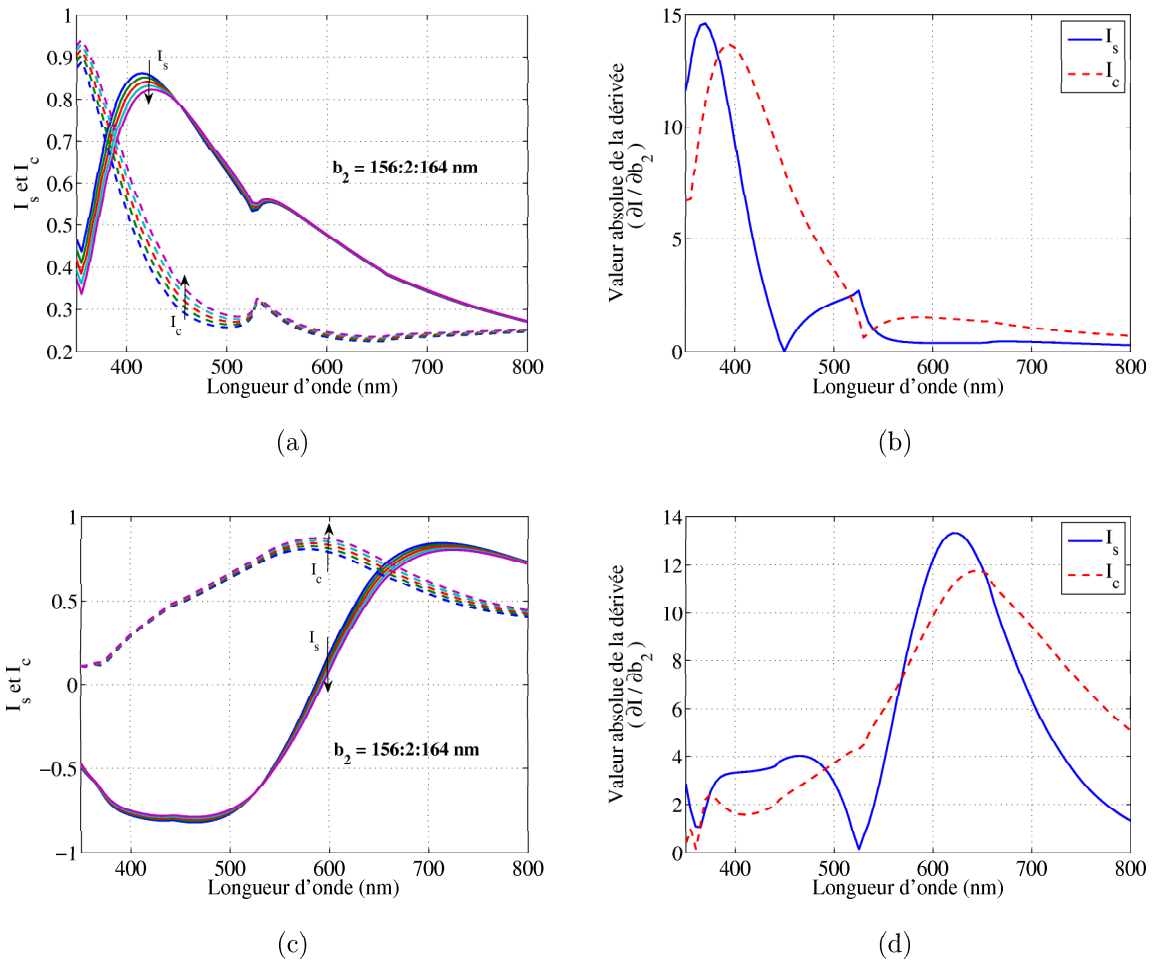 1
0.9
0.8
0.7
0.6
0.5
0.4
0.3
0.2
I_s et I_c
I_s
b_2 = 156:2:164 nm
I_c
400 500 600 700 800
Longueur d'onde (nm)
(a)
15
10
5
0
Valeur absolue de la dérivée
( ∂I / ∂b_2 )
I_s
I_c
400 500 600 700 800
Longueur d'onde (nm)
(b)
1
0.5
0
−0.5
−1
I_s et I_c
I_c
I_s
b_2 = 156:2:164 nm
400 500 600 700 800
Longueur d'onde (nm)
(c)
14
12
10
8
6
4
2
0
Valeur absolue de la dérivée
( ∂I / ∂b_2 )
I_s
I_c
400 500 600 700 800
Longueur d'onde (nm)
(d)